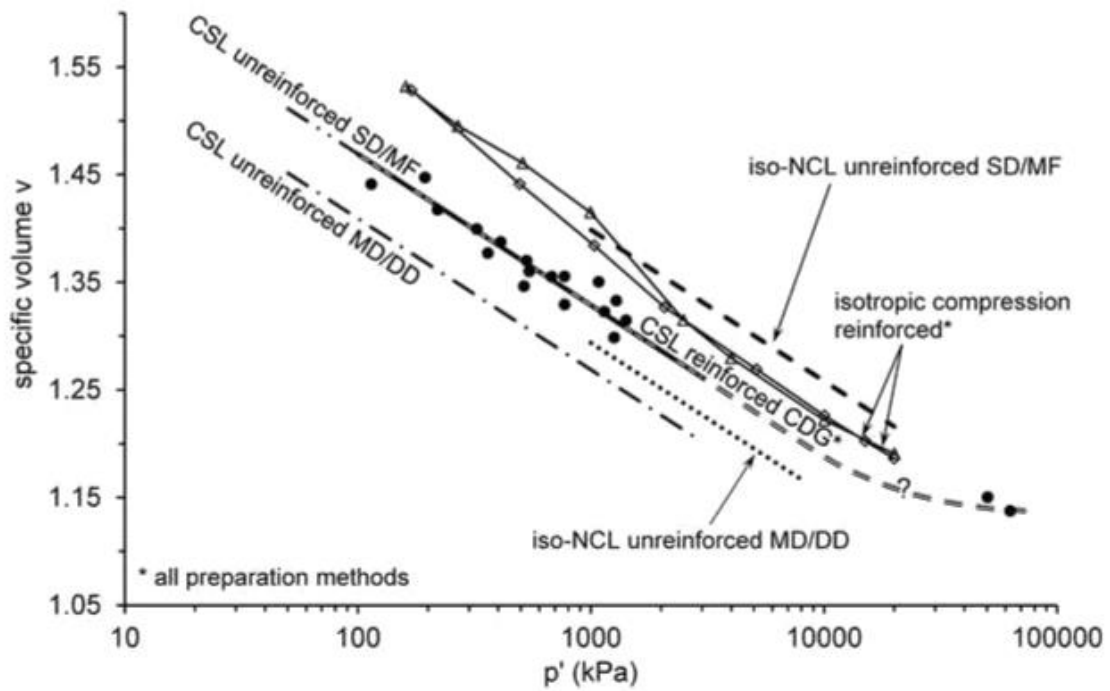 1.55
1.45
1.35
1.25
1.15
1.05
specific volume v
CSL unreinforced SD/MF
CSL unreinforced MD/DD
iso-NCL unreinforced SD/MF
isotropic compression
reinforced*
CSL reinforced CDG*
?
iso-NCL unreinforced MD/DD
* all preparation methods
10
100
1000
10000
100000
p' (kPa)